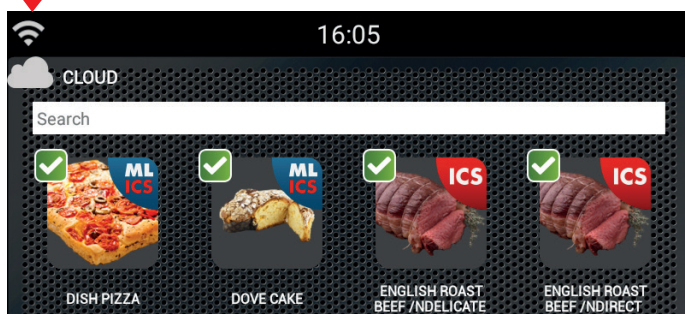 16:05
CLOUD
Search
ML
ICS
ML
ICS
ICS
ICS
DISH PIZZA
DOVE CAKE
ENGLISH ROAST
BEEF /NDELICATE
ENGLISH ROAST
BEEF /NDIRECT